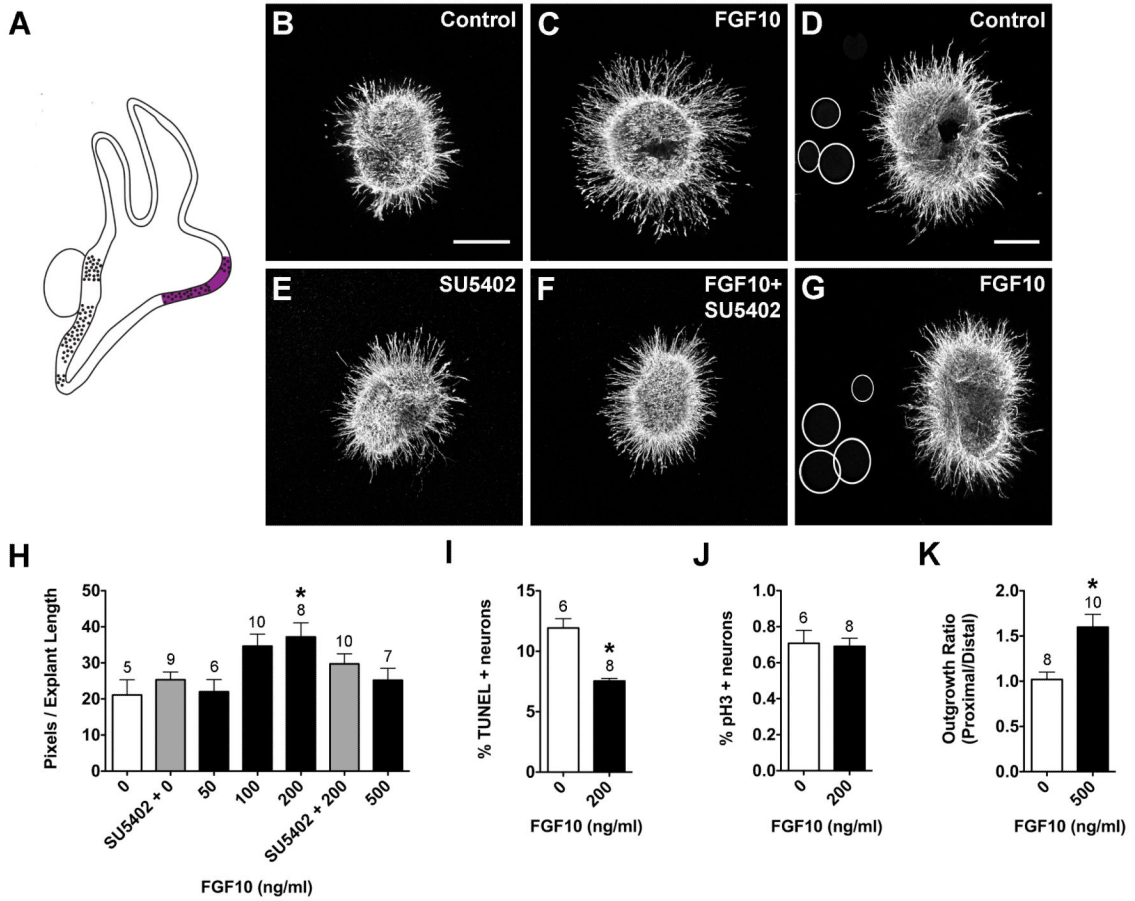 A
B
Control
C
FGF10
D
Control
E
SU5402
F
FGF10+
SU5402
G
FGF10
H
Pixels / Explant Length
50
40
30
20
10
0
5
9
6
10
*
8
10
7
0
SU5402 + 0
50
100
200
SU5402 + 200
500
FGF10 (ng/ml)
I
% TUNEL + neurons
15
10
5
0
6
*
8
0
200
FGF10 (ng/ml)
J
% pH3 + neurons
1.0
0.8
0.6
0.4
0.2
0.0
6
8
0
200
FGF10 (ng/ml)
K
Outgrowth Ratio
(Proximal/Distal)
2.0
1.5
1.0
0.5
0.0
8
*
10
0
500
FGF10 (ng/ml)